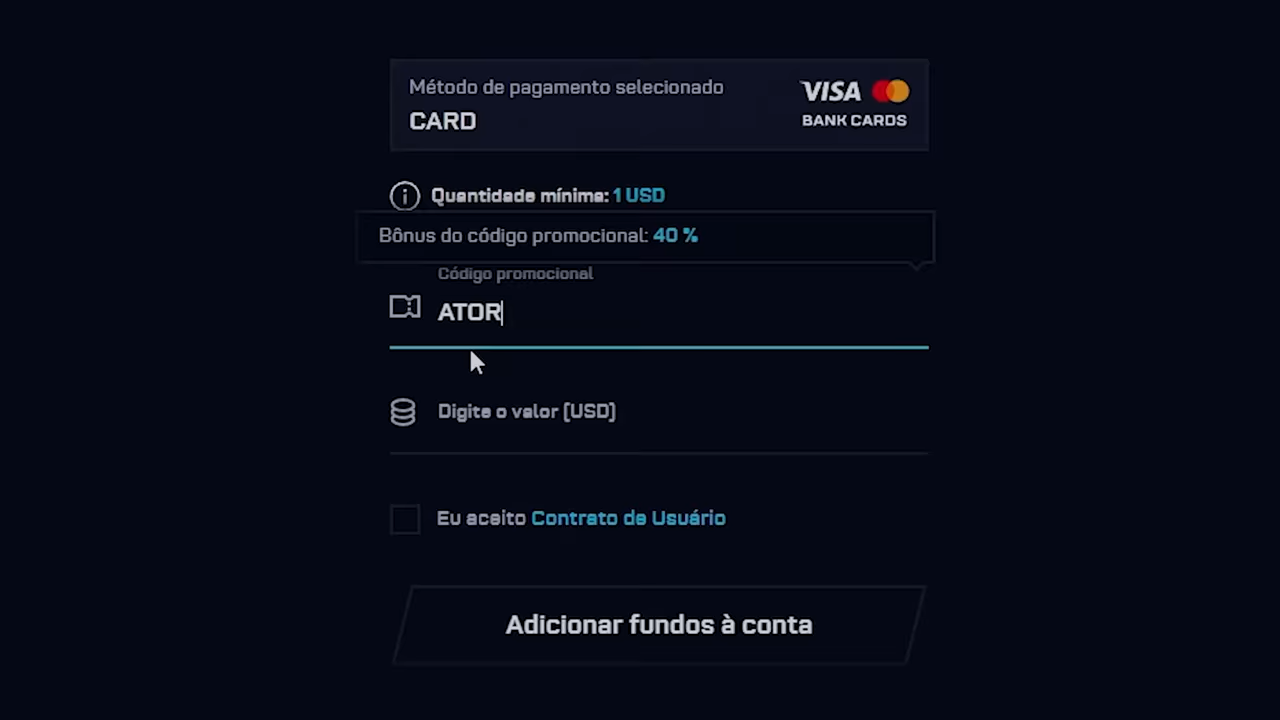 Método de pagamento selecionado
CARD
VISA
BANK CARDS
Quantidade mínima: 1 USD
Bônus do código promocional: 40 %
Código promocional
ATOR
Digite o valor (USD)
Eu aceito Contrato de Usuário
Adicionar fundos à conta